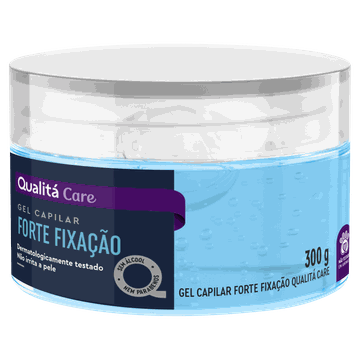 Qualitá Care
GEL CAPILAR
FORTE FIXAÇÃO
Dermatologicamente testado
Não irrita a pele
SEM ÁLCOOL
NEM PARABENOS
300 g
GEL CAPILAR FORTE FIXAÇÃO QUALITÁ CARE